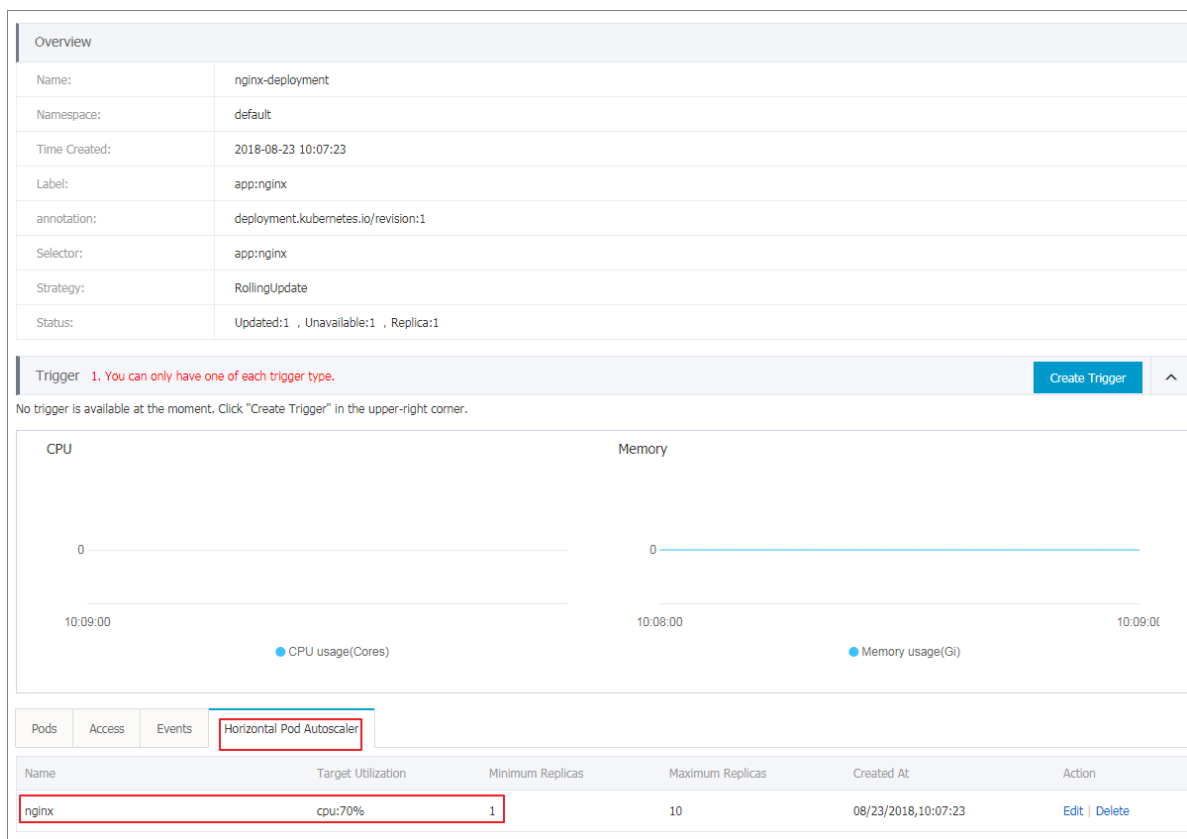 Overview
Name: nginx-deployment
Namespace: default
Time Created: 2018-08-23 10:07:23
Label: app:nginx
annotation: deployment.kubernetes.io/revision:1
Selector: app:nginx
Strategy: RollingUpdate
Status: Updated:1 , Unavailable:1 , Replica:1
Trigger 1. You can only have one of each trigger type. Create Trigger
No trigger is available at the moment. Click "Create Trigger" in the upper-right corner.
CPU Memory
0 0
10:09:00 10:08:00 10:09:00
CPU usage(Cores) Memory usage(Gi)
Pods Access Events Horizontal Pod Autoscaler
Name Target Utilization Minimum Replicas Maximum Replicas Created At Action
nginx cpu:70% 1 10 08/23/2018,10:07:23 Edit | Delete